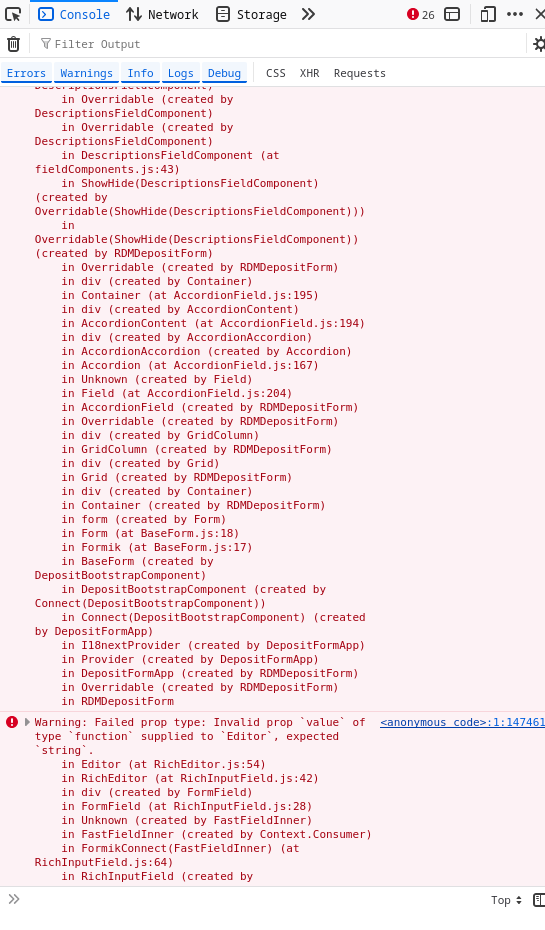 Console Network Storage 26
Filter Output
Errors Warnings Info Logs Debug CSS XHR Requests
DescriptionsFieldComponent)
in Overridable (created by
DescriptionsFieldComponent)
in Overridable (created by
DescriptionsFieldComponent)
in DescriptionsFieldComponent (at
fieldComponents.js:43)
in ShowHide(DescriptionsFieldComponent)
(created by
Overridable(ShowHide(DescriptionsFieldComponent)))
in
Overridable(ShowHide(DescriptionsFieldComponent))
(created by RDMDepositForm)
in Overridable (created by RDMDepositForm)
in div (created by Container)
in Container (at AccordionField.js:195)
in div (created by AccordionContent)
in AccordionContent (at AccordionField.js:194)
in div (created by AccordionAccordion)
in AccordionAccordion (created by Accordion)
in Accordion (at AccordionField.js:167)
in Unknown (created by Field)
in Field (at AccordionField.js:204)
in AccordionField (created by RDMDepositForm)
in Overridable (created by RDMDepositForm)
in div (created by GridColumn)
in GridColumn (created by RDMDepositForm)
in div (created by Grid)
in Grid (created by RDMDepositForm)
in div (created by Container)
in Container (created by RDMDepositForm)
in form (created by Form)
in Form (at BaseForm.js:18)
in Formik (at BaseForm.js:17)
in BaseForm (created by
DepositBootstrapComponent)
in DepositBootstrapComponent (created by
Connect(DepositBootstrapComponent))
in Connect(DepositBootstrapComponent) (created
by DepositFormApp)
in I18nextProvider (created by DepositFormApp)
in Provider (created by DepositFormApp)
in DepositFormApp (created by RDMDepositForm)
in Overridable (created by RDMDepositForm)
in RDMDepositForm
Warning: Failed prop type: Invalid prop `value` of <anonymous code>:1:147461
type `function` supplied to `Editor`, expected
`string`.
in Editor (at RichEditor.js:54)
in RichEditor (at RichInputField.js:42)
in div (created by FormField)
in FormField (at RichInputField.js:28)
in Unknown (created by FastFieldInner)
in FastFieldInner (created by Context.Consumer)
in FormikConnect(FastFieldInner) (at
RichInputField.js:64)
in RichInputField (created by
Top